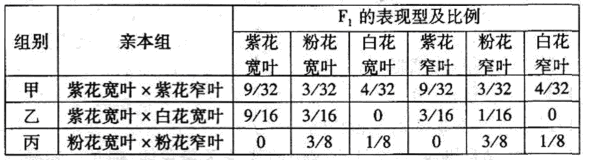 组别 亲本组 F₁的表现型及比例
紫花宽叶 粉花宽叶 白花宽叶 紫花窄叶 粉花窄叶 白花窄叶
甲 紫花宽叶×紫花窄叶 9/32 3/32 4/32 9/32 3/32 4/32
乙 紫花宽叶×白花宽叶 9/16 3/16 0 3/16 1/16 0
丙 粉花宽叶×粉花窄叶 0 3/8 1/8 0 3/8 1/8